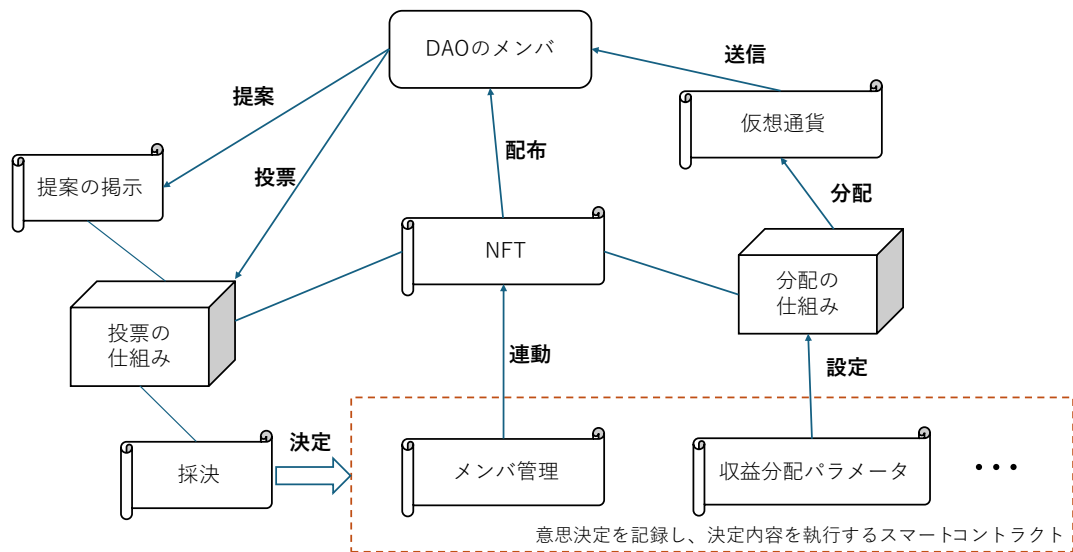 DAOのメンバ
送信
提案
仮想通貨
配布
提案の掲示
投票
分配
NFT
分配の
仕組み
投票の
仕組み
連動
設定
決定
採決
メンバ管理
収益分配パラメータ
・・・
意思決定を記録し、決定内容を執行するスマートコントラクト